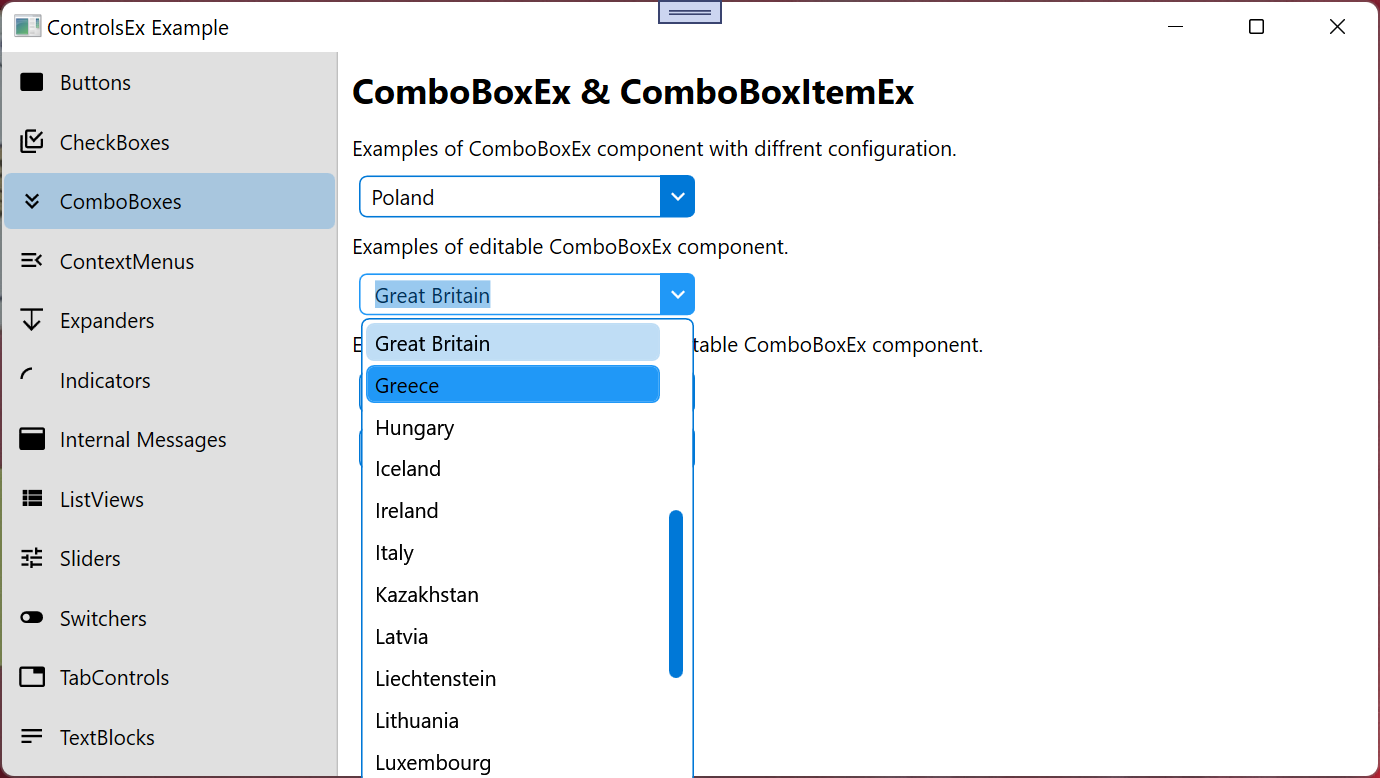 ControlsEx Example
Buttons
CheckBoxes
ComboBoxes
ContextMenus
Expanders
Indicators
Internal Messages
ListViews
Sliders
Switchers
TabControls
TextBlocks
ComboBoxEx & ComboBoxItemEx
Examples of ComboBoxEx component with diffrent configuration.
Poland
Examples of editable ComboBoxEx component.
Great Britain
ComboBoxEx component.
Great Britain
Greece
Hungary
Iceland
Ireland
Italy
Kazakhstan
Latvia
Liechtenstein
Lithuania
Luxembourg